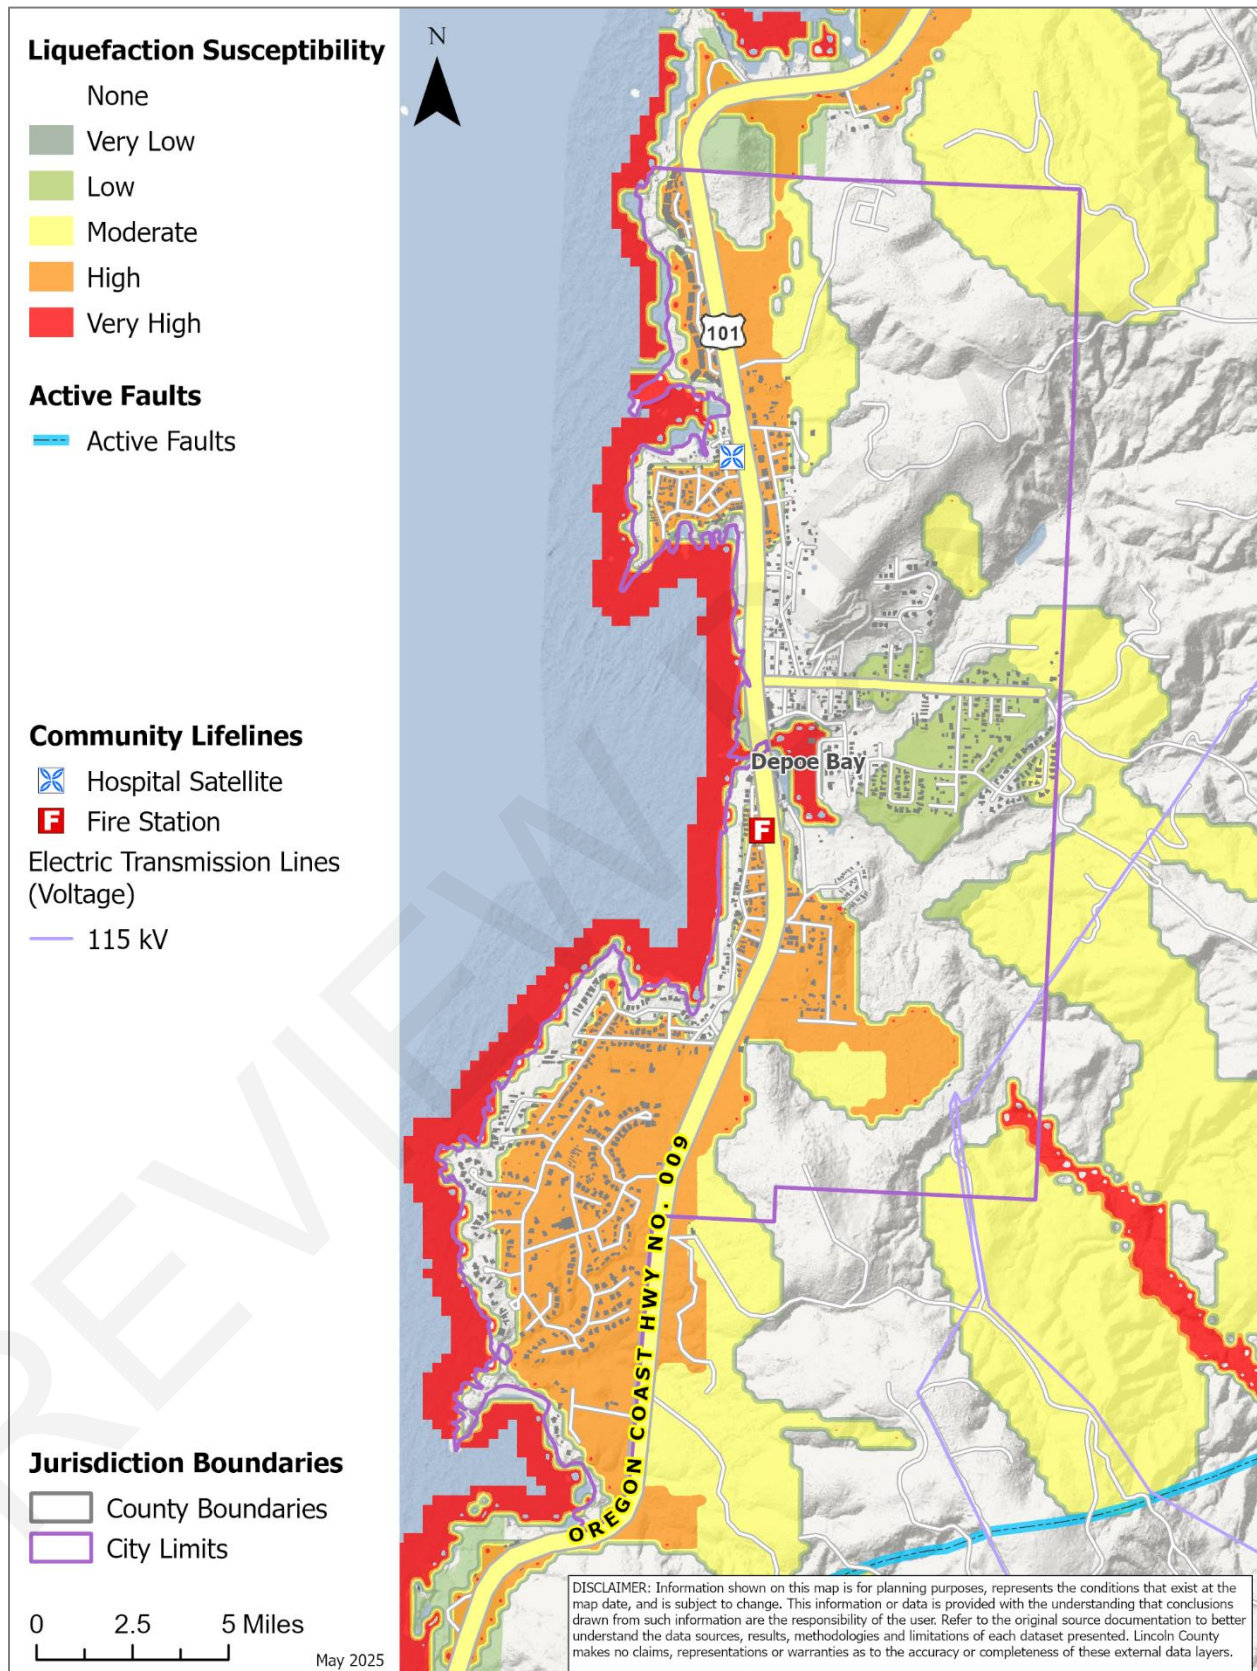 Liquefaction Susceptibility
None
Very Low
Low
Moderate
High
Very High
Active Faults
Active Faults
Community Lifelines
Hospital Satellite
F
Fire Station
Electric Transmission Lines
(Voltage)
115 kV
Jurisdiction Boundaries
County Boundaries
City Limits
0 2.5 5 Miles
May 2025
N
101
Depoe Bay
F
OREGON COAST HWY NO. 009
DISCLAIMER: Information shown on this map is for planning purposes, represents the conditions that exist at the
map date, and is subject to change. This information or data is provided with the understanding that conclusions
drawn from such information are the responsibility of the user. Refer to the original source documentation to better
understand the data sources, results, methodologies and limitations of each dataset presented. Lincoln County
makes no claims, representations or warranties as to the accuracy or completeness of these external data layers.